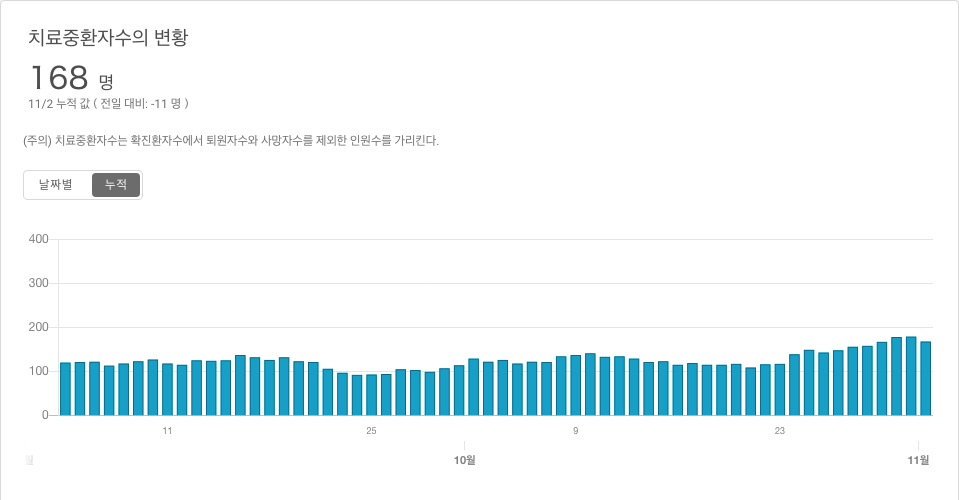 치료중환자수의 변황
168 명
11/2 누적 값 ( 전일 대비: -11 명 )
(주의) 치료중환자수는 확진환자수에서 퇴원자수와 사망자수를 제외한 인원수를 가리킨다.
날짜별 누적
400
300
200
100
0
11 25 9 23
월 10월 11월